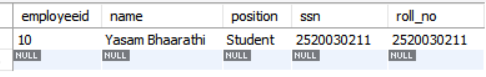 employeeid name position ssn roll_no
10 Yasam Bhaarathi Student 2520030211 2520030211
NULL NULL NULL NULL NULL